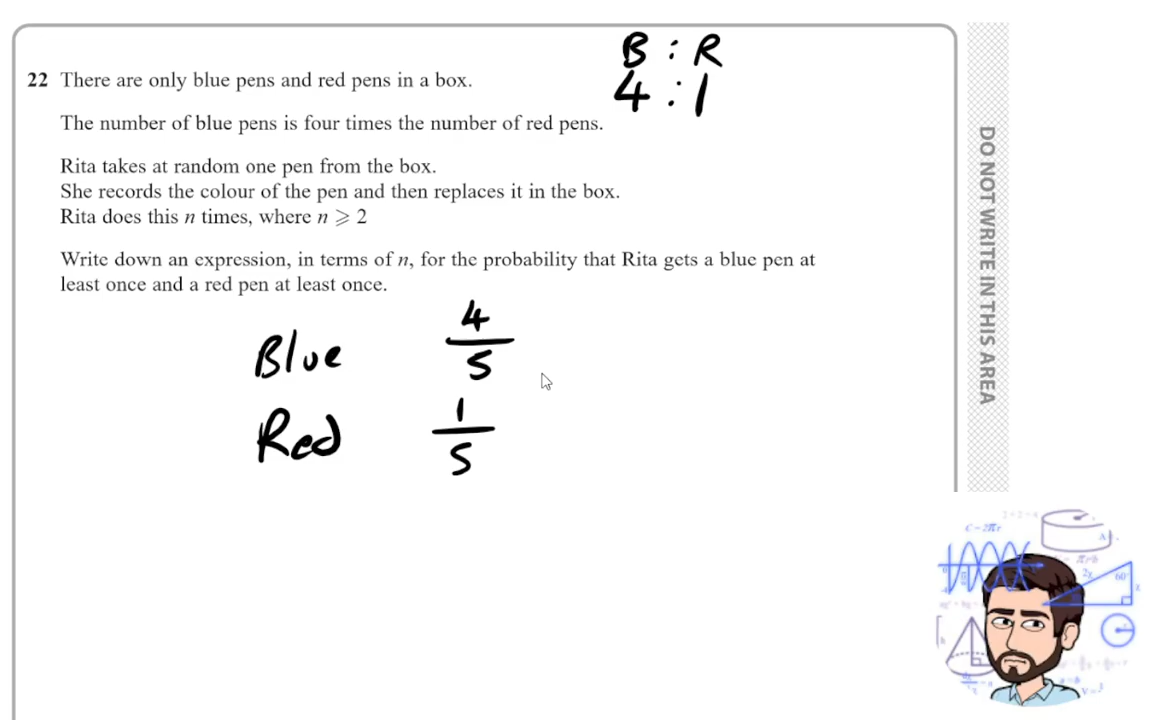 B : R
4 : 1
22 There are only blue pens and red pens in a box.
The number of blue pens is four times the number of red pens.
Rita takes at random one pen from the box.
She records the colour of the pen and then replaces it in the box.
Rita does this n times, where n ⩾ 2
Write down an expression, in terms of n, for the probability that Rita gets a blue pen at
least once and a red pen at least once.
Blue 4/5
Red 1/5
DO NOT WRITE IN THIS AREA
C = 2πr
60°
2x